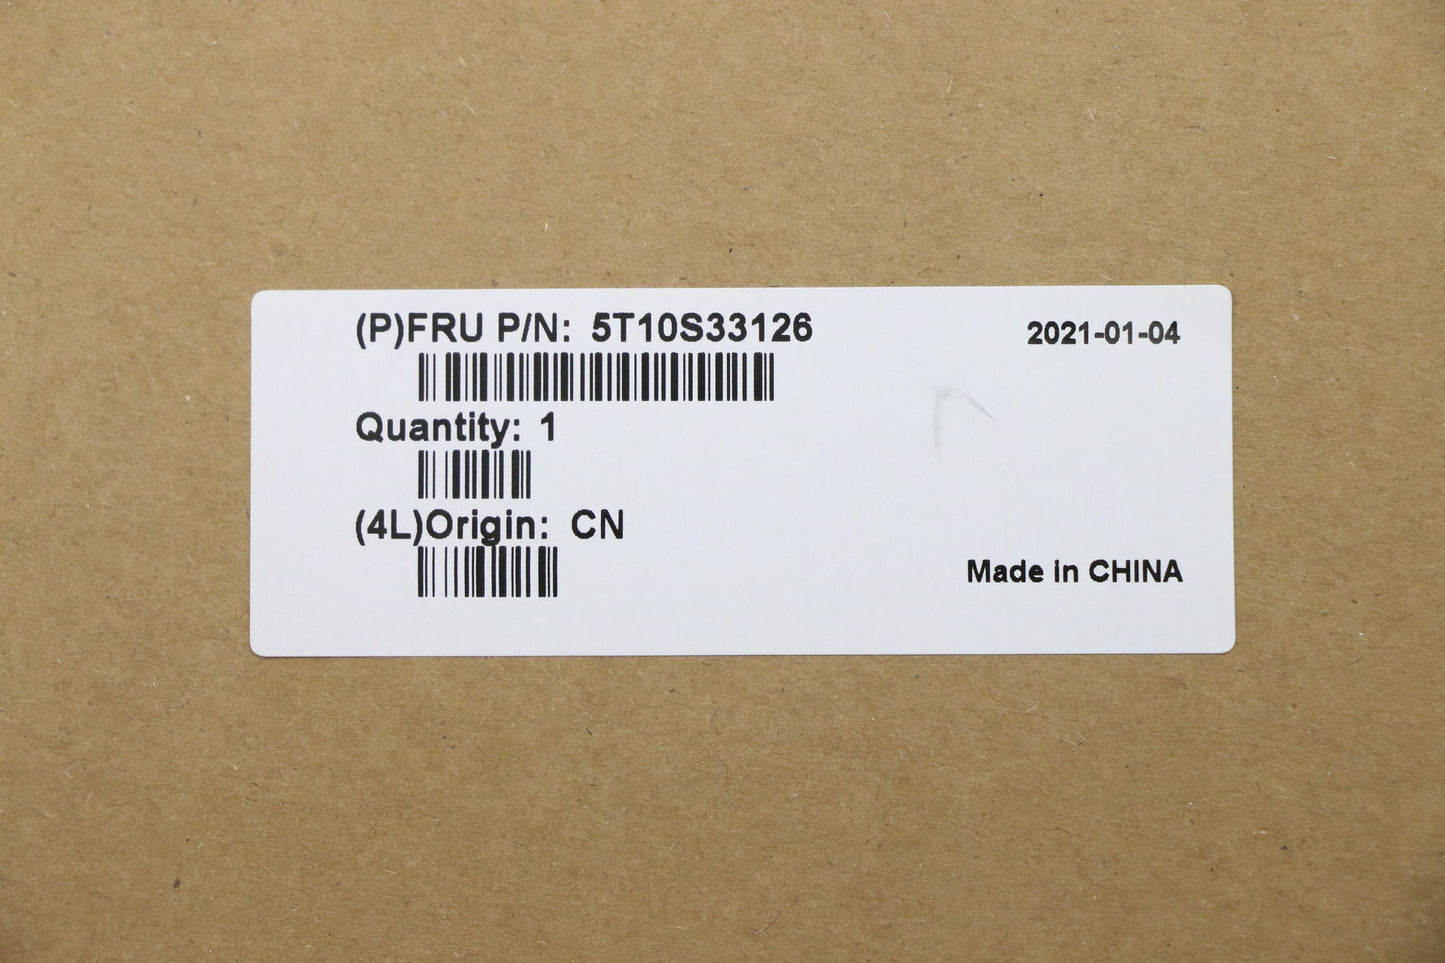 (P)FRU P/N: 5T10S33126
2021-01-04
Quantity: 1
(4L)Origin: CN
Made in CHINA